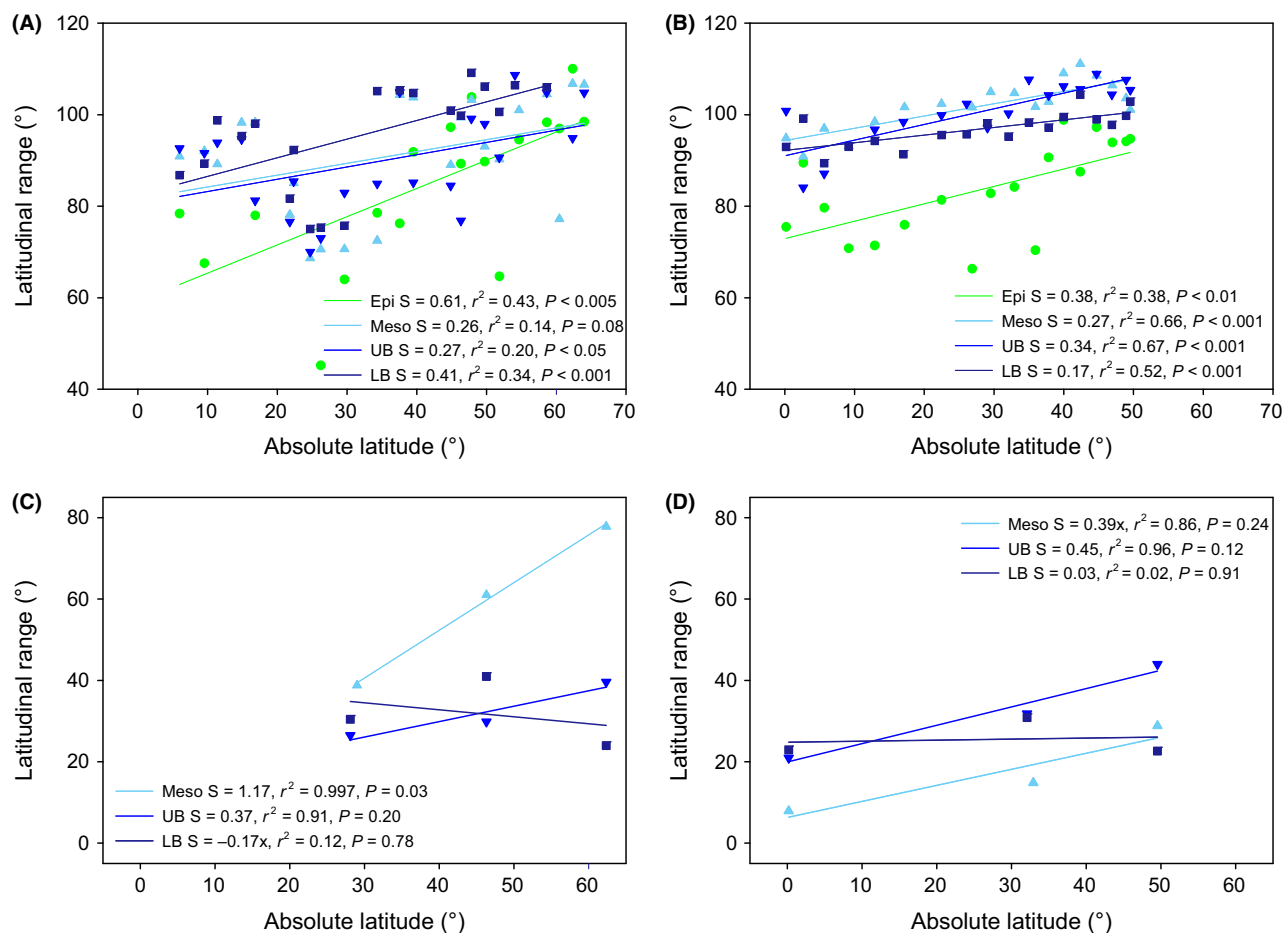 (A)
120
100
80
60
40
Latitudinal range (°)
Epi S = 0.61, r² = 0.43, P < 0.005
Meso S = 0.26, r² = 0.14, P = 0.08
UB S = 0.27, r² = 0.20, P < 0.05
LB S = 0.41, r² = 0.34, P < 0.001
0 10 20 30 40 50 60 70
Absolute latitude (°)
(B)
120
100
80
60
40
Latitudinal range (°)
Epi S = 0.38, r² = 0.38, P < 0.01
Meso S = 0.27, r² = 0.66, P < 0.001
UB S = 0.34, r² = 0.67, P < 0.001
LB S = 0.17, r² = 0.52, P < 0.001
0 10 20 30 40 50 60 70
Absolute latitude (°)
(C)
80
60
40
20
0
Latitudinal range (°)
Meso S = 1.17, r² = 0.997, P = 0.03
UB S = 0.37, r² = 0.91, P = 0.20
LB S = –0.17x, r² = 0.12, P = 0.78
0 10 20 30 40 50 60
Absolute latitude (°)
(D)
80
60
40
20
0
Latitudinal range (°)
Meso S = 0.39x, r² = 0.86, P = 0.24
UB S = 0.45, r² = 0.96, P = 0.12
LB S = 0.03, r² = 0.02, P = 0.91
0 10 20 30 40 50 60
Absolute latitude (°)